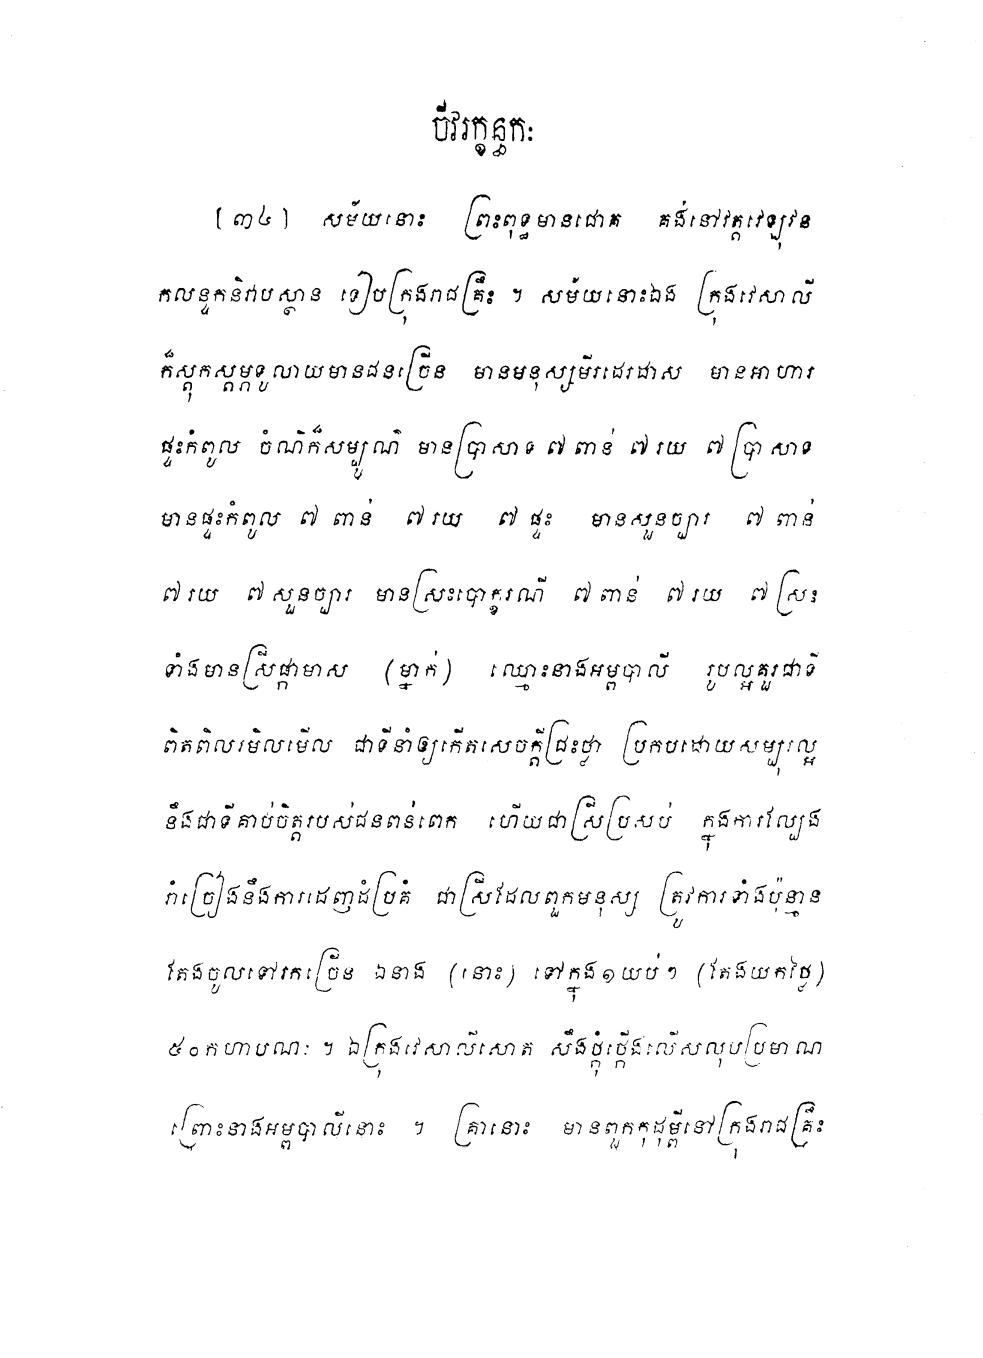 ចីវរក្ខន្ធកៈ
[៣៤] សម័យនោះ ព្រះពុទ្ធមានជោគ គង់នៅវត្តវេឡុវន
កលន្ទកនិវាបស្ថាន ទៀបក្រុងរាជគ្រឹះ ។ សម័យនោះឯង ក្រុងវេសាលី
ក៏ស្តុកស្តម្ភទូលាយមានជនច្រើន មានមនុស្សមីរដេរដាស មានអាហារ
ផ្ទះកំពូល ចំណីក៏សម្បូណ៌ មានប្រាសាទ ៧ ពាន់ ៧ រយ ៧ ប្រាសាទ
មានផ្ទះកំពូល ៧ ពាន់ ៧ រយ ៧ ផ្ទះ មានសួនច្បារ ៧ ពាន់
៧ រយ ៧ សួនច្បារ មានស្រះបោក្ខរណី ៧ ពាន់ ៧ រយ ៧ ស្រះ
ទាំងមានស្រីផ្កាមាស (ម្នាក់) ឈ្មោះនាងអម្ពបាលី រូបល្អគួរជាទី
ពិតពិលរមិលមើល ជាទីនាំឲ្យកើតសេចក្តីជ្រះថ្លា ប្រកបដោយសម្បុរល្អ
នឹងជាទីគាប់ចិត្តរបស់ជនពន់ពេក ហើយជាស្រីប្រសប់ ក្នុងការល្បែង
រាំច្រៀងនឹងការដេញដំប្រគំ ជាស្រីដែលពួកមនុស្ស ត្រូវការទាំងប៉ុន្មាន
តែងចូលទៅរកច្រើន ឯនាង (នោះ) ទៅក្នុង១យប់ៗ (តែងយកថ្លៃ)
៥០កហាបណៈ ។ ឯក្រុងវេសាលីសោត សឹងផ្តុំថ្កើងលើសលុបប្រមាណ
ព្រោះនាងអម្ពបាលីនោះ ។ គ្រានោះ មានពួកកុដុម្ពីនៅក្រុងរាជគ្រឹះ